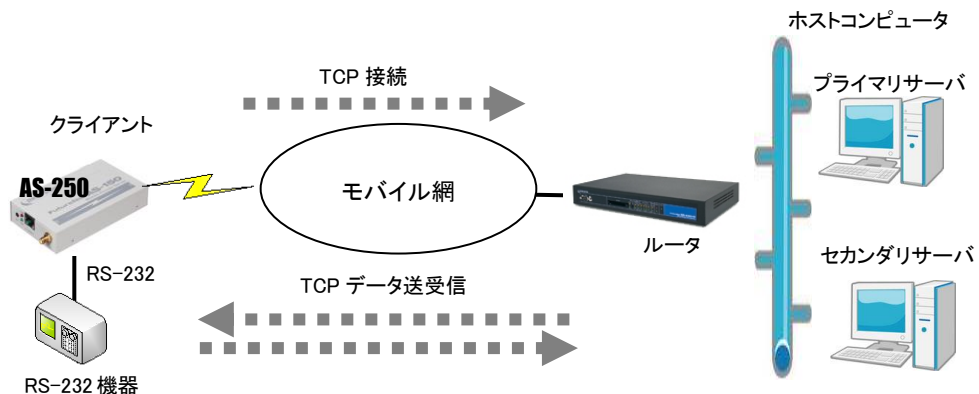 ホストコンピュータ
TCP 接続
プライマリサーバ
クライアント
AS-250
モバイル網
ルータ
セカンダリサーバ
RS-232
TCP データ送受信
RS-232 機器